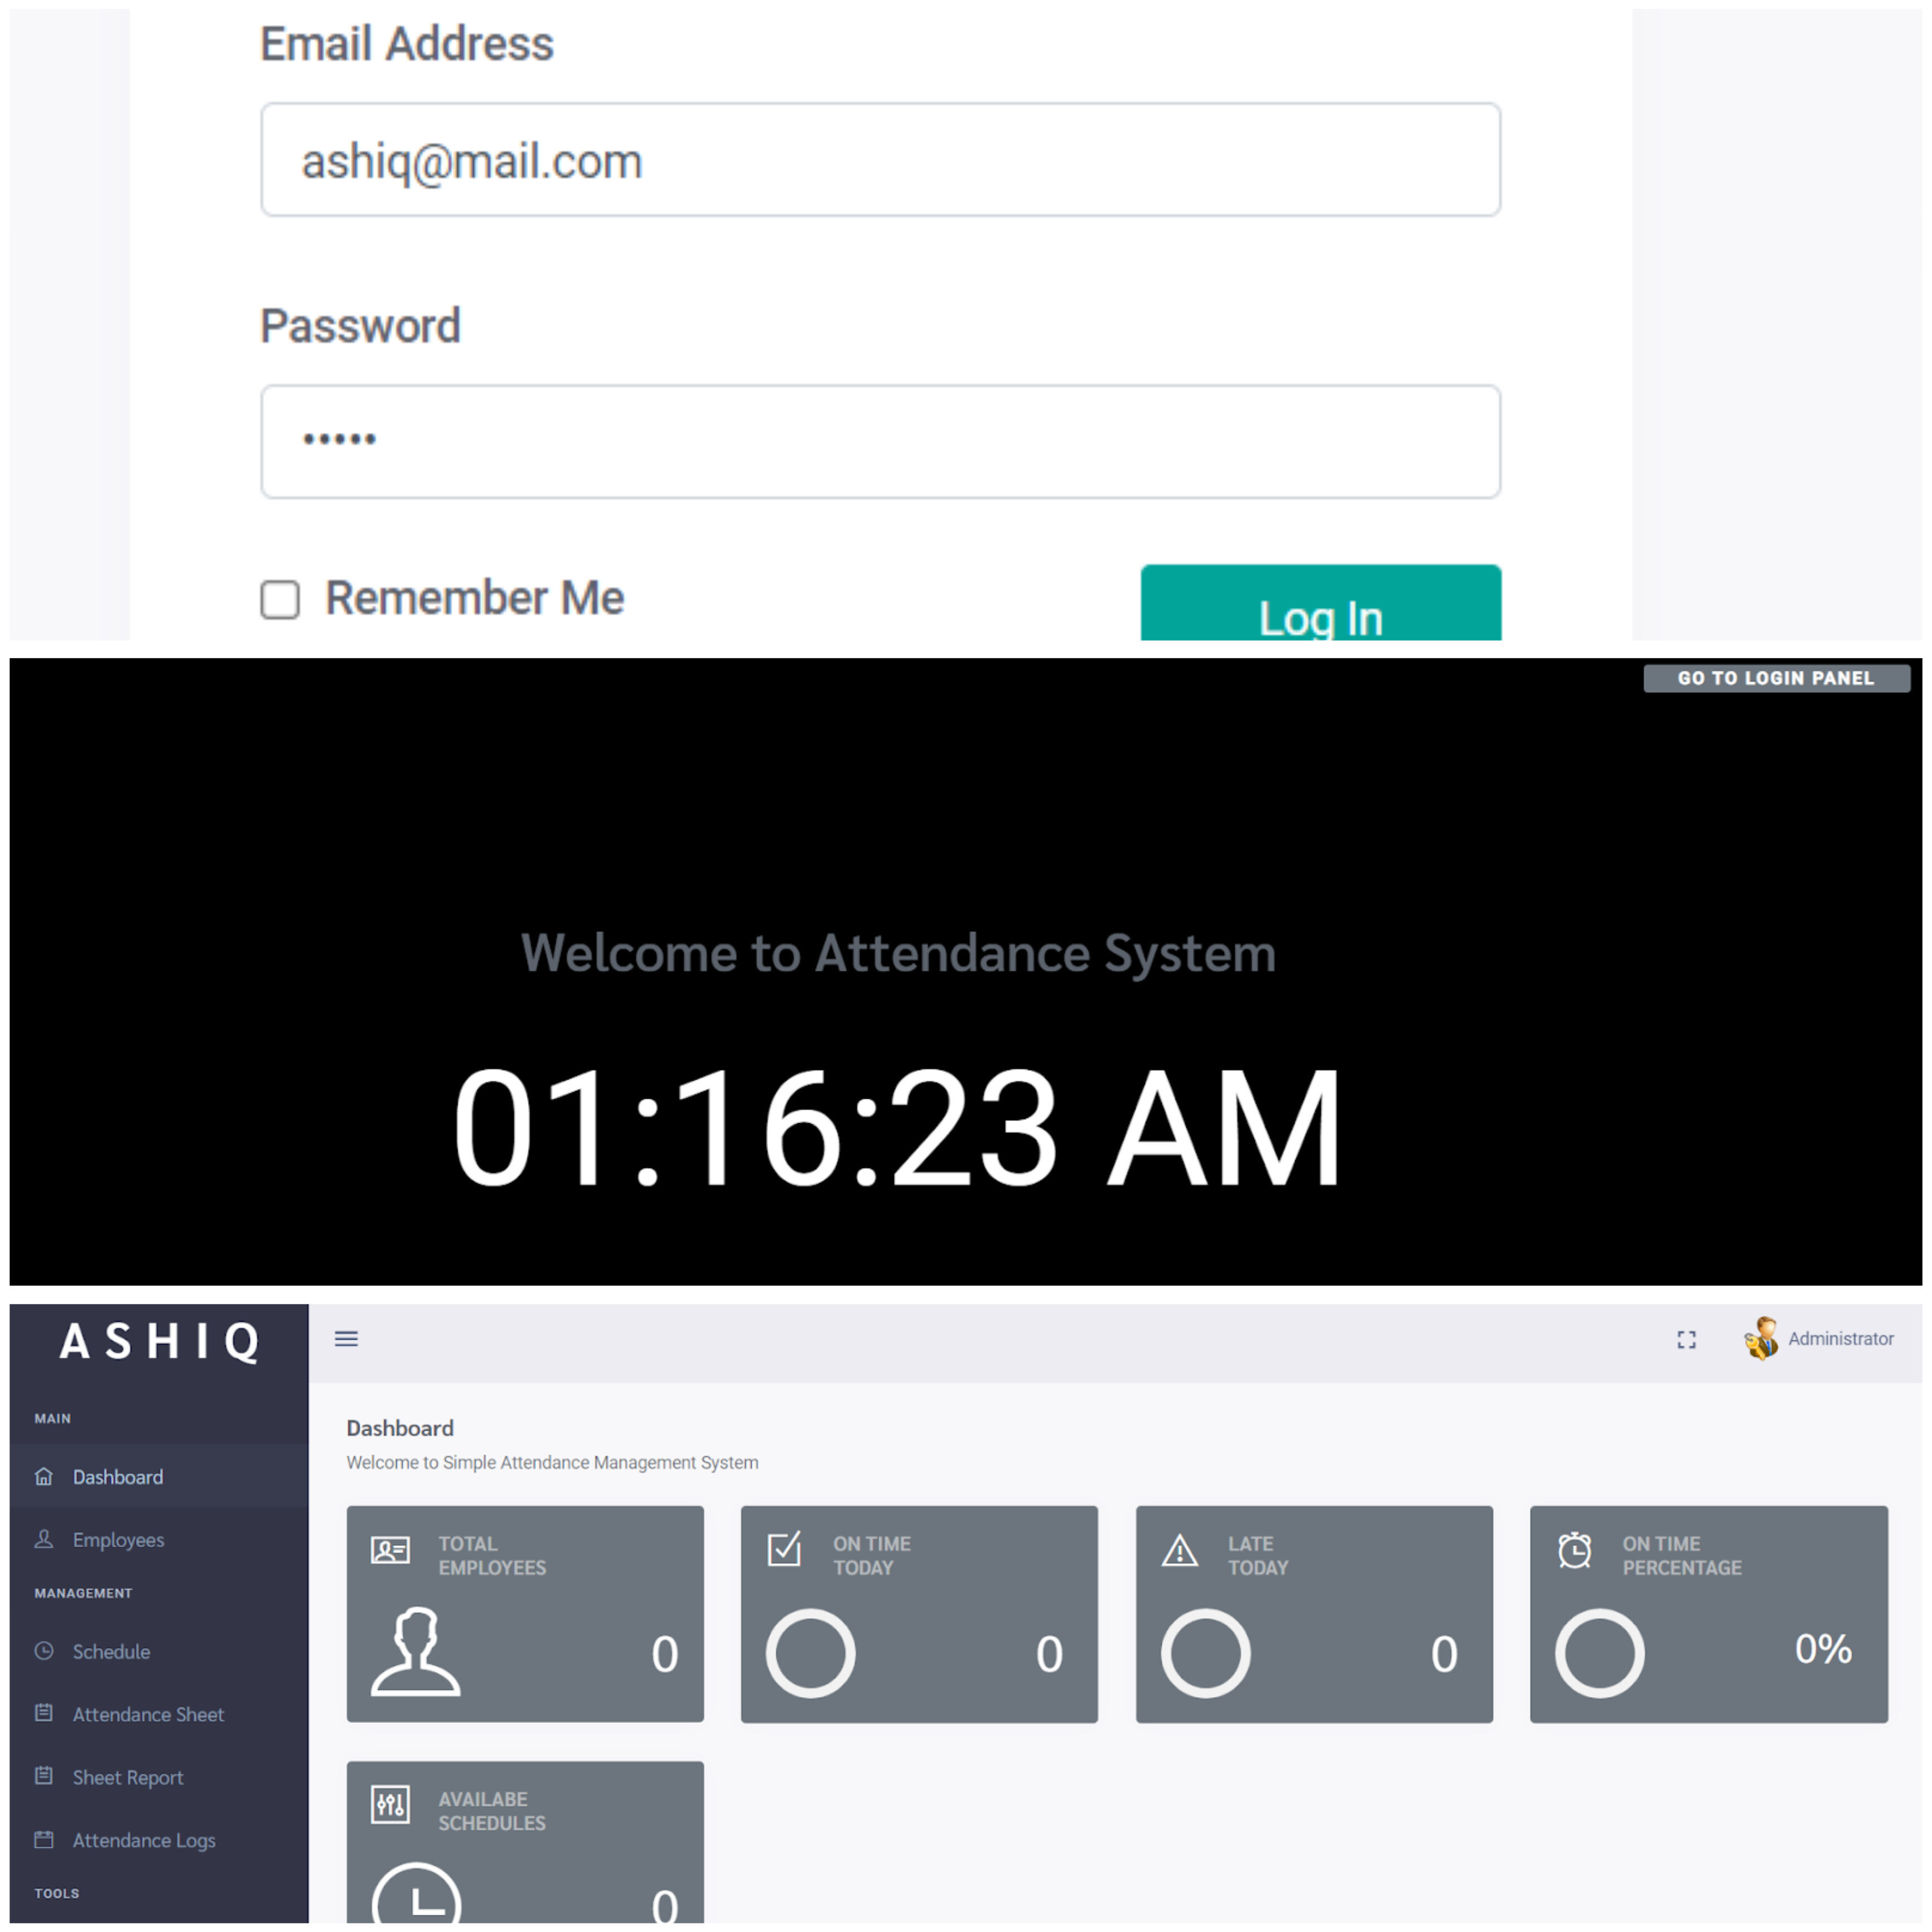 Email Address
ashiq@mail.com
Password
•••••
Remember Me
Log In
GO TO LOGIN PANEL
Welcome to Attendance System
01:16:23 AM
ASHIQ
Administrator
MAIN
Dashboard
Employees
MANAGEMENT
Schedule
Attendance Sheet
Sheet Report
Attendance Logs
TOOLS
Dashboard
Welcome to Simple Attendance Management System
TOTAL
EMPLOYEES
0
ON TIME
TODAY
0
LATE
TODAY
0
ON TIME
PERCENTAGE
0%
AVAILABE
SCHEDULES
0